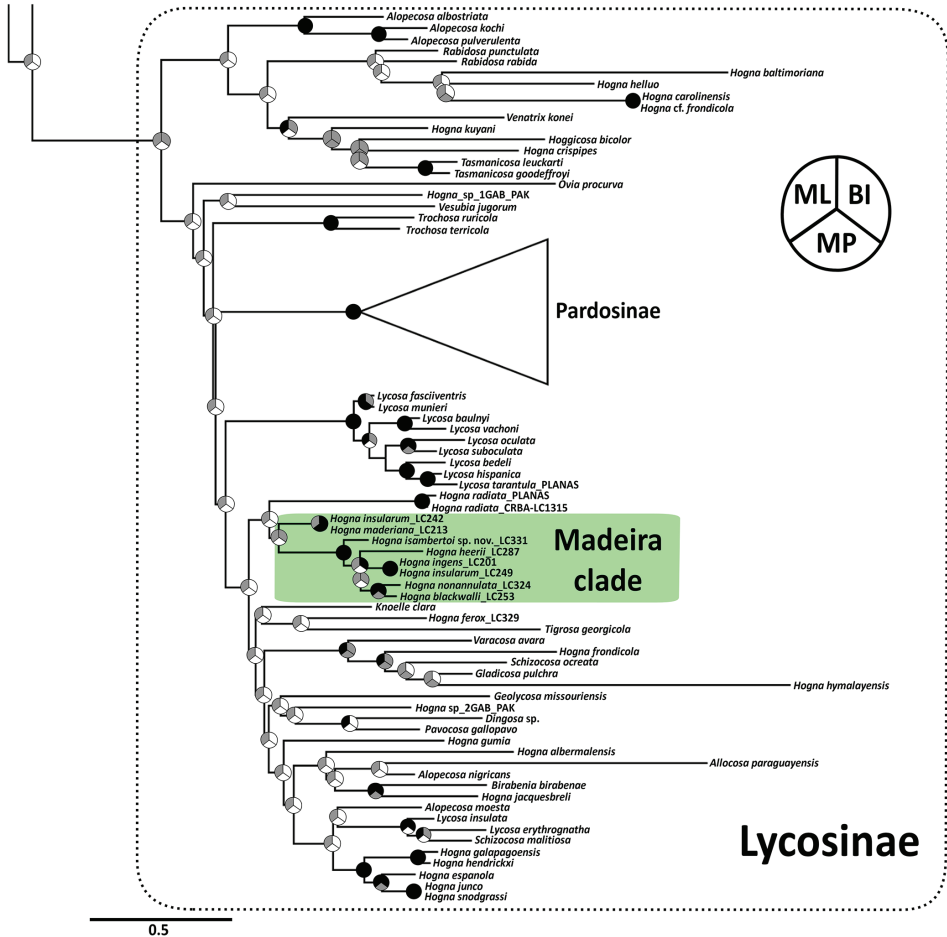 Alopecosa albostriata
Alopecosa kochi
Alopecosa pulverulenta
Rabidosa punctulata
Rabidosa rabida
Hogna baltimoriana
Hogna helluo
Hogna carolinensis
Hogna cf. frondicola
Venatrix konei
Hogna kuyani
Hoggicosa bicolor
Hogna crispipes
Tasmanicosa leuckarti
Tasmanicosa goodeffroyi
Ovia procurva
Hogna_sp_1GAB_PAK
Vesubia jugorum
Trochosa ruricola
Trochosa terricola
ML BI
MP
Pardosinae
Lycosa fasciiventris
Lycosa munieri
Lycosa baulnyi
Lycosa vachoni
Lycosa oculata
Lycosa suboculata
Lycosa bedeli
Lycosa hispanica
Lycosa tarantula_PLANAS
Hogna radiata_PLANAS
Hogna radiata_CRBA-LC1315
Hogna insularum_LC242
Hogna maderiana_LC213
Hogna isambertoi sp. nov._LC331
Hogna heerii_LC287
Hogna ingens_LC201
Hogna insularum_LC249
Hogna nonannulata_LC324
Hogna blackwalli_LC253
Madeira
clade
Knoelle clara
Hogna ferox_LC329
Tigrosa georgicola
Varacosa avara
Hogna frondicola
Schizocosa ocreata
Gladicosa pulchra
Hogna hymalayensis
Geolycosa missouriensis
Hogna sp_2GAB_PAK
Dingosa sp.
Pavocosa gallopavo
Hogna gumia
Hogna albermalensis
Allocosa paraguayensis
Alopecosa nigricans
Birabenia birabenae
Hogna jacquesbreli
Alopecosa moesta
Lycosa insulata
Lycosa erythrognatha
Schizocosa malitiosa
Hogna galapagoensis
Hogna hendrickxi
Hogna espanola
Hogna junco
Hogna snodgrassi
Lycosinae
0.5